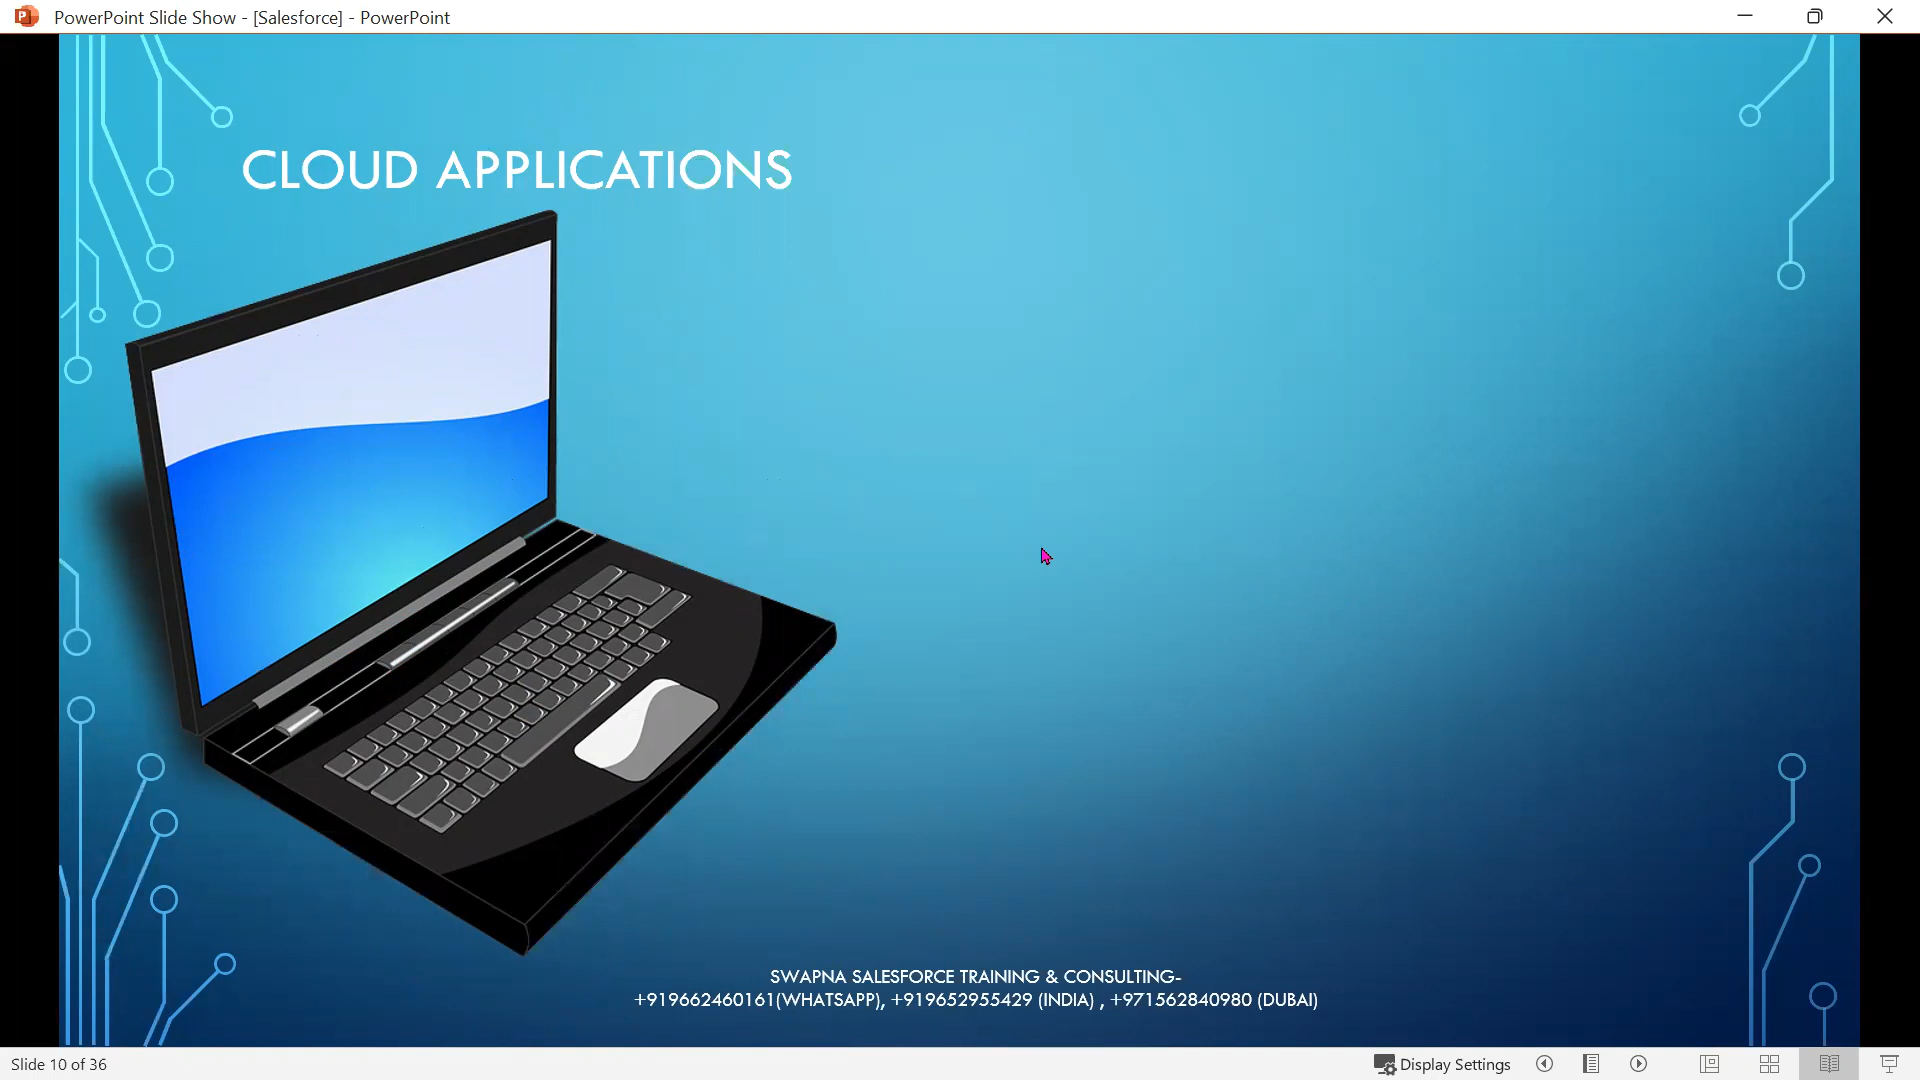 PowerPoint Slide Show - [Salesforce] - PowerPoint
CLOUD APPLICATIONS
SWAPNA SALESFORCE TRAINING & CONSULTING-
+919662460161(WHATSAPP), +919652955429 (INDIA) , +971562840980 (DUBAI)
Slide 10 of 36
Display Settings